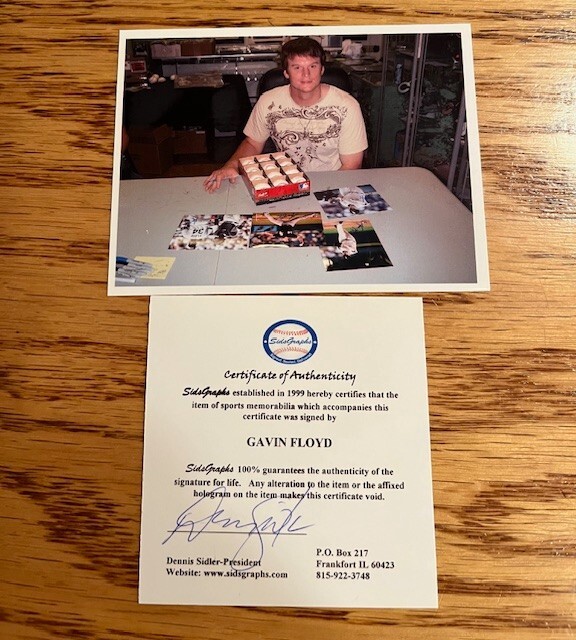 34
SidsGraphs
Certificate of Authenticity
SidsGraphs established in 1999 hereby certifies that the
item of sports memorabilia which accompanies this
certificate was signed by
GAVIN FLOYD
SidsGraphs 100% guarantees the authenticity of the
signature for life. Any alteration to the item or the affixed
hologram on the item makes this certificate void.
Dennis Sidler-President
Website: www.sidsgraphs.com
P.O. Box 217
Frankfort IL 60423
815-922-3748